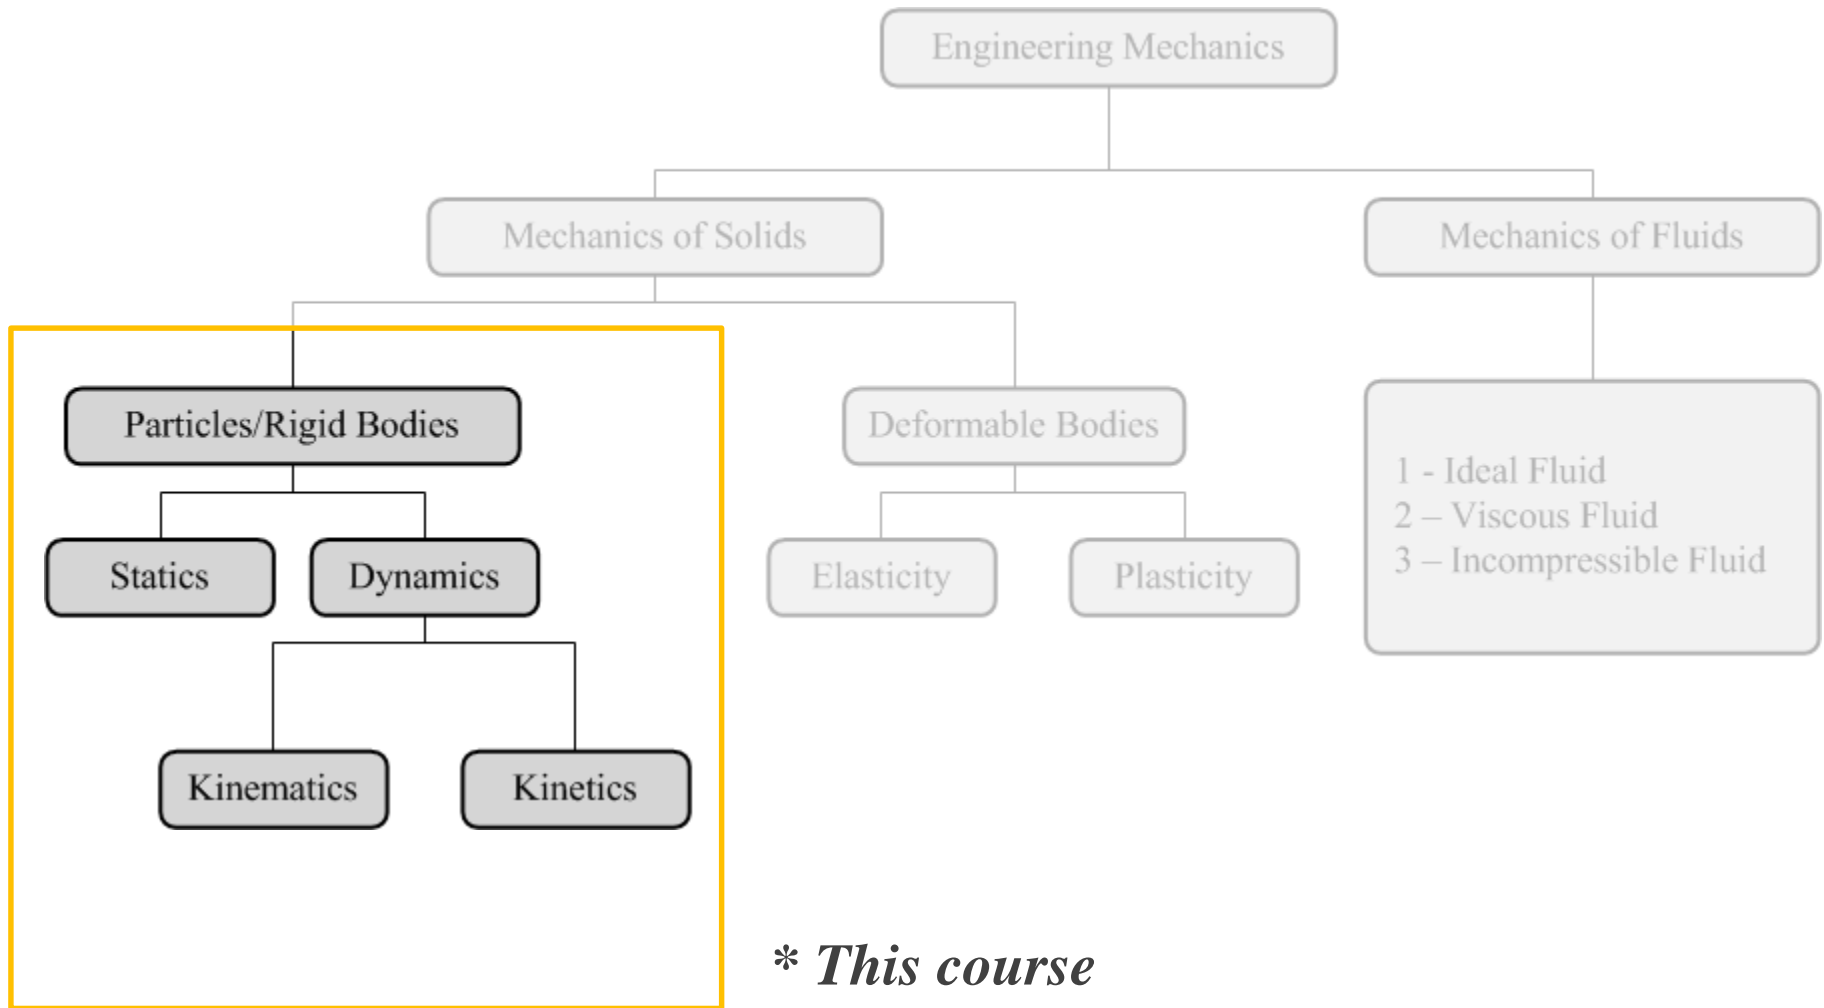 Engineering Mechanics
Mechanics of Solids
Mechanics of Fluids
Particles/Rigid Bodies
Deformable Bodies
1 - Ideal Fluid
2 – Viscous Fluid
3 – Incompressible Fluid
Statics
Dynamics
Elasticity
Plasticity
Kinematics
Kinetics
* This course